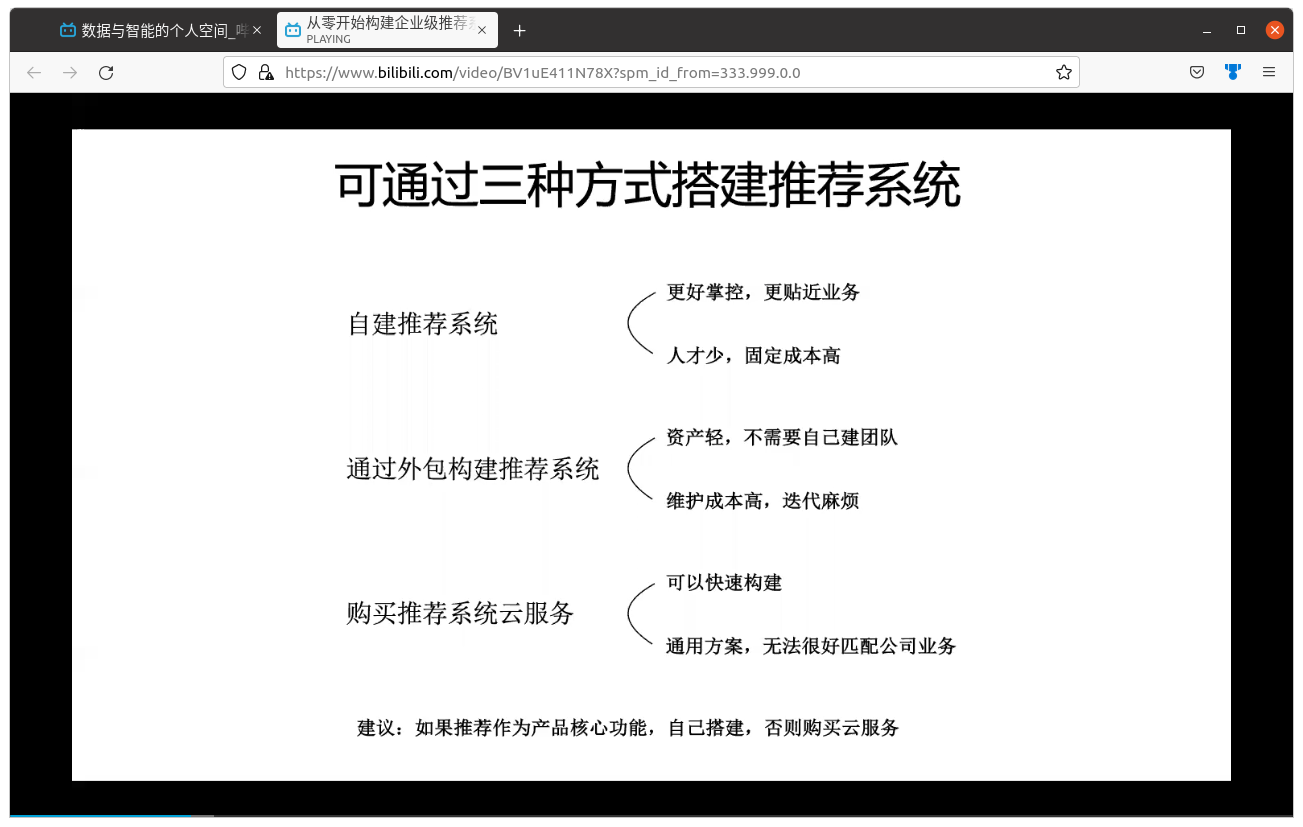 数据与智能的个人空间_哔
从零开始构建企业级推荐系
PLAYING
https://www.bilibili.com/video/BV1uE411N78X?spm_id_from=333.999.0.0
可通过三种方式搭建推荐系统
自建推荐系统
更好掌控，更贴近业务
人才少，固定成本高
通过外包构建推荐系统
资产轻，不需要自己建团队
维护成本高，迭代麻烦
购买推荐系统云服务
可以快速构建
通用方案，无法很好匹配公司业务
建议：如果推荐作为产品核心功能，自己搭建，否则购买云服务